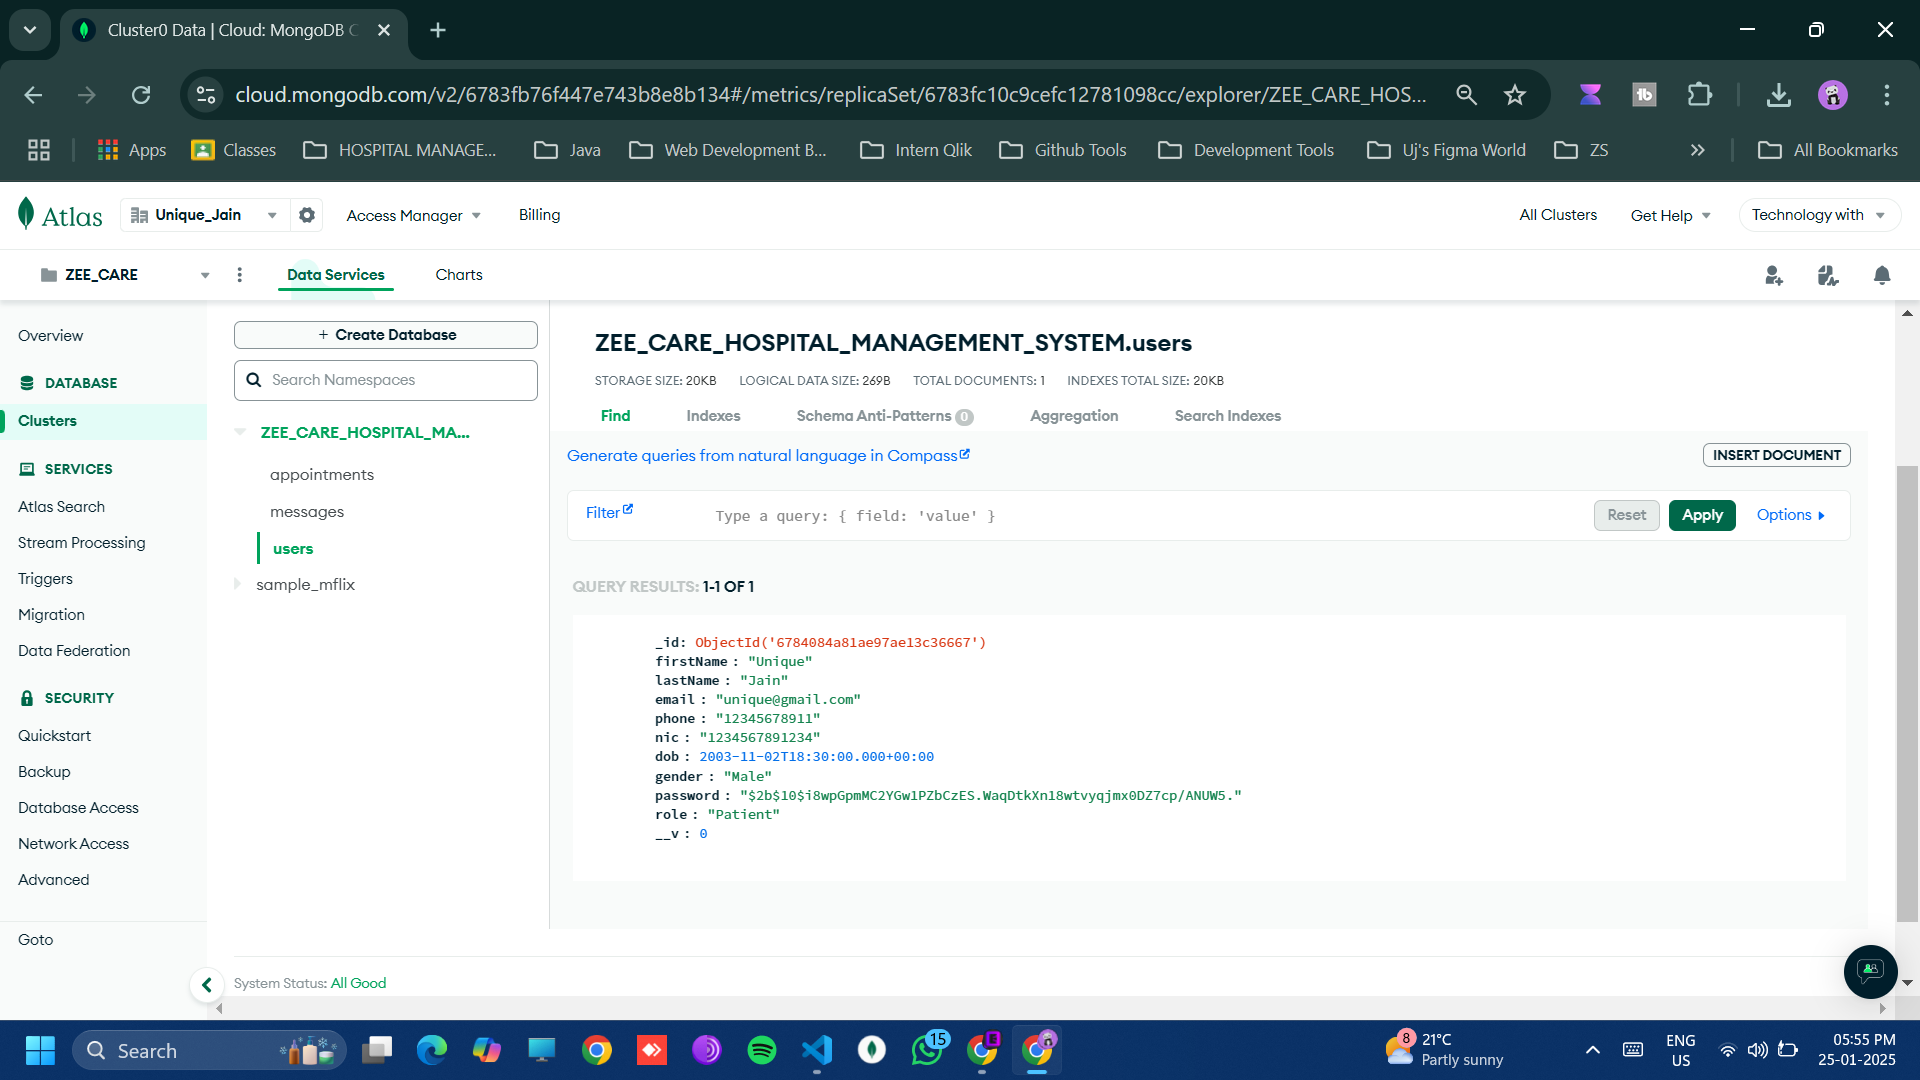 Cluster0 Data | Cloud: MongoDB C
cloud.mongodb.com/v2/6783fb76f447e743b8e8b134#/metrics/replicaSet/6783fc10c9cefc12781098cc/explorer/ZEE_CARE_HOS...
Apps Classes HOSPITAL MANAGE... Java Web Development B... Intern Qlik Github Tools Development Tools Uj's Figma World ZS All Bookmarks
Atlas Unique_Jain Access Manager Billing All Clusters Get Help Technology with
ZEE_CARE Data Services Charts
Overview
DATABASE
Clusters
SERVICES
Atlas Search
Stream Processing
Triggers
Migration
Data Federation
SECURITY
Quickstart
Backup
Database Access
Network Access
Advanced
Goto
+ Create Database
Search Namespaces
ZEE_CARE_HOSPITAL_MA...
appointments
messages
users
sample_mflix
ZEE_CARE_HOSPITAL_MANAGEMENT_SYSTEM.users
STORAGE SIZE: 20KB LOGICAL DATA SIZE: 269B TOTAL DOCUMENTS: 1 INDEXES TOTAL SIZE: 20KB
Find Indexes Schema Anti-Patterns 0 Aggregation Search Indexes
Generate queries from natural language in Compass
INSERT DOCUMENT
Filter Type a query: { field: 'value' } Reset Apply Options
QUERY RESULTS: 1-1 OF 1
_id: ObjectId('6784084a81ae97ae13c36667')
firstName : "Unique"
lastName : "Jain"
email : "unique@gmail.com"
phone : "12345678911"
nic : "1234567891234"
dob : 2003-11-02T18:30:00.000+00:00
gender : "Male"
password : "$2b$10$i8wpGpmMC2YGw1PZbCzES.WaqDtkXn18wtvyqjmx0DZ7cp/ANUW5."
role : "Patient"
__v : 0
System Status: All Good
Search
15
8
21°C
Partly sunny
ENG
US
05:55 PM
25-01-2025